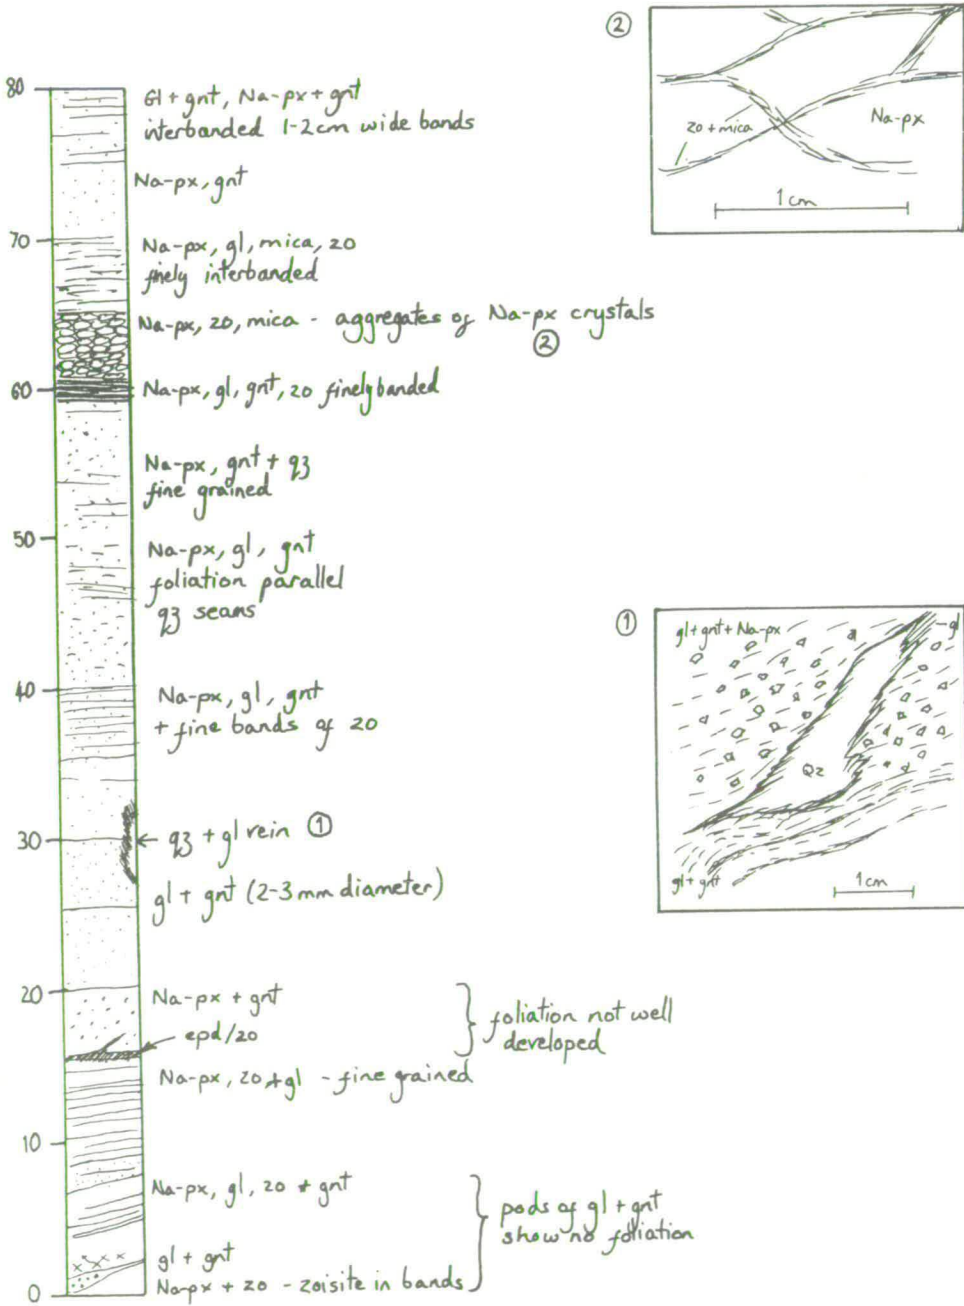 ②
zo + mica
Na-px
1 cm
80
Gl + gnt, Na-px + gnt
interbanded 1-2cm wide bands
Na-px, gnt
70
Na-px, gl, mica, zo
finely interbanded
Na-px, zo, mica - aggregates of Na-px crystals
②
60
Na-px, gl, gnt, zo finely banded
Na-px, gnt + qz
fine grained
50
Na-px, gl, gnt
foliation parallel
qz seams
①
gl + gnt + Na-px
gl
Qz
gl + gnt
1 cm
40
Na-px, gl, gnt
+ fine bands of zo
30
qz + gl vein ①
gl + gnt (2-3mm diameter)
20
Na-px + gnt
epd/zo
foliation not well
developed
Na-px, zo + gl - fine grained
10
Na-px, gl, zo + gnt
pods of gl + gnt
show no foliation
gl + gnt
Na-px + zo - zoisite in bands
0